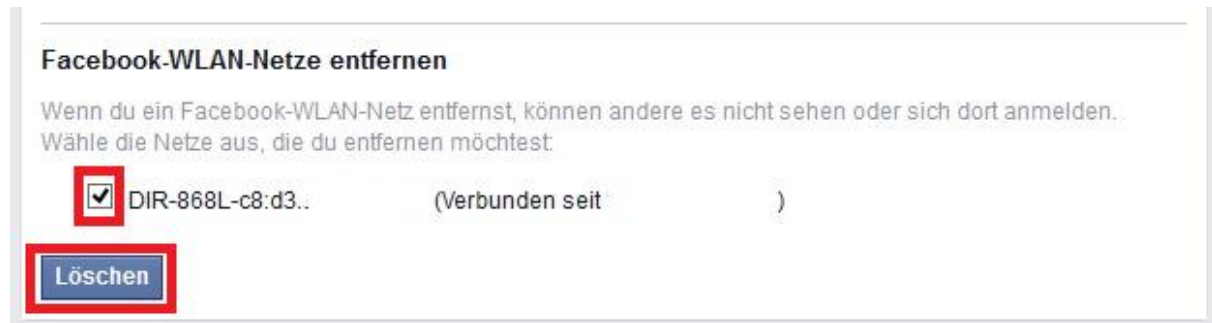 Facebook-WLAN-Netze entfernen
Wenn du ein Facebook-WLAN-Netz entfernst, können andere es nicht sehen oder sich dort anmelden.
Wähle die Netze aus, die du entfernen möchtest:
DIR-868L-c8:d3.. (Verbunden seit )
Löschen